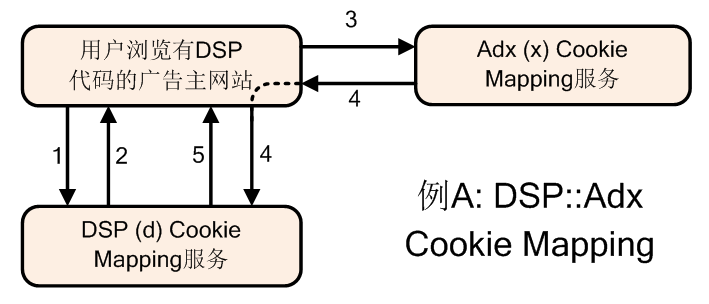 用户浏览有DSP
代码的广告主网站
3
Adx (x) Cookie
Mapping服务
4
1
2
5
4
DSP (d) Cookie
Mapping服务
例A: DSP::Adx
Cookie Mapping